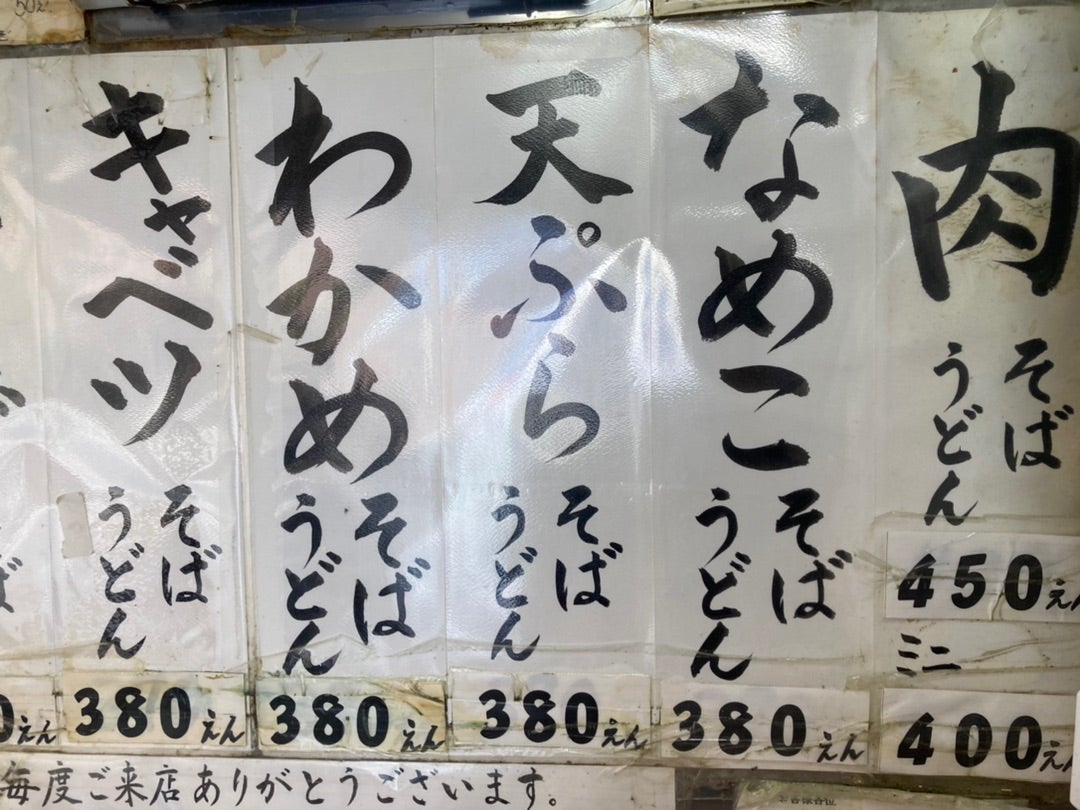 肉
そば
うどん
450えん
ミニ
400えん
なめこ
そば
うどん
380えん
天ぷら
そば
うどん
380えん
わかめ
そば
うどん
380えん
キャベツ
そば
うどん
380えん
毎度ご来店ありがとうございます。